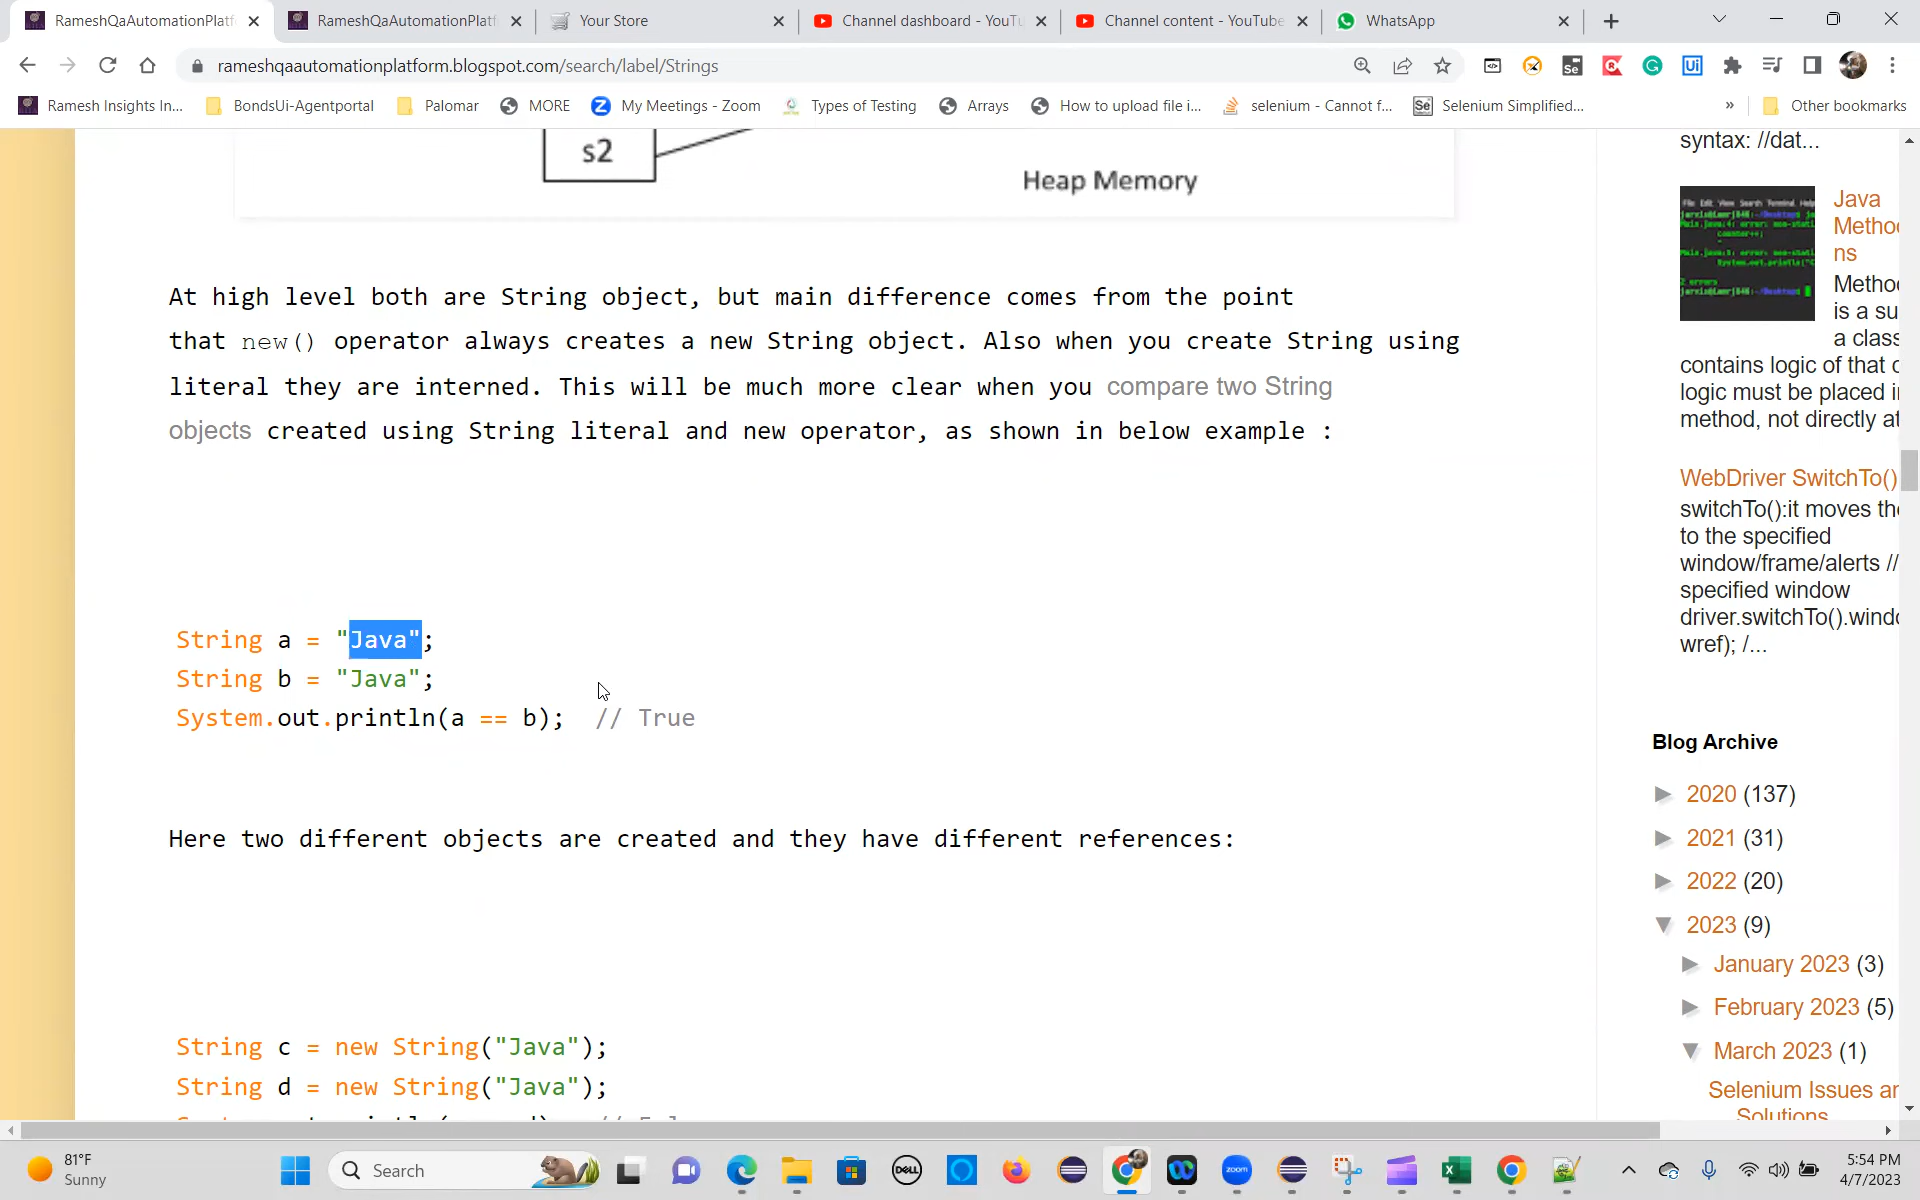 RameshQaAutomationPlatf
RameshQaAutomationPlatf
Your Store
Channel dashboard - YouTu
Channel content - YouTube
WhatsApp
rameshqaautomationplatform.blogspot.com/search/label/Strings
Ramesh Insights In...
BondsUi-Agentportal
Palomar
MORE
My Meetings - Zoom
Types of Testing
Arrays
How to upload file i...
selenium - Cannot f...
Selenium Simplified...
»
Other bookmarks
s2
Heap Memory
At high level both are String object, but main difference comes from the point
that new() operator always creates a new String object. Also when you create String using
literal they are interned. This will be much more clear when you compare two String
objects created using String literal and new operator, as shown in below example :
String a = "Java";
String b = "Java";
System.out.println(a == b);  // True
Here two different objects are created and they have different references:
String c = new String("Java");
String d = new String("Java");
syntax: //dat...
Java
Metho
ns
Metho
is a su
a class
contains logic of that c
logic must be placed i
method, not directly at
WebDriver SwitchTo()
switchTo():it moves the
to the specified
window/frame/alerts //
specified window
driver.switchTo().windo
wref); /...
Blog Archive
► 2020 (137)
► 2021 (31)
► 2022 (20)
▼ 2023 (9)
► January 2023 (3)
► February 2023 (5)
▼ March 2023 (1)
Selenium Issues an
Solutions
81°F
Sunny
Search
DELL
zoom
5:54 PM
4/7/2023